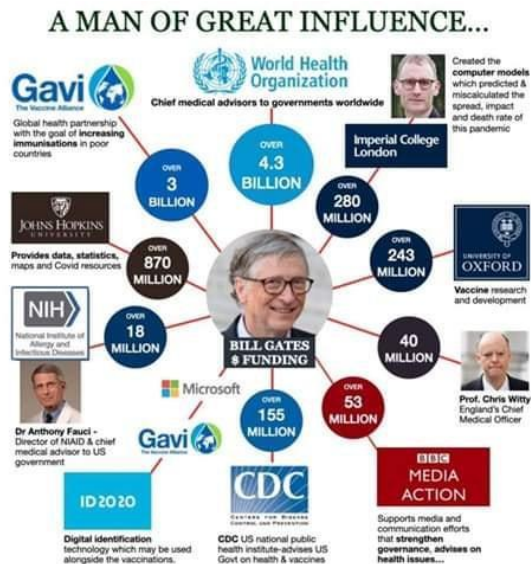 A MAN OF GREAT INFLUENCE...
Gavi
The Vaccine Alliance
Global health partnership
with the goal of increasing
immunisations in poor
countries
World Health
Organization
Chief medical advisors to governments worldwide
Created the
computer models
which predicted &
miscalculated the
spread, impact
and death rate of
this pandemic
Imperial College
London
OVER
3
BILLION
OVER
4.3
BILLION
OVER
280
MILLION
JOHNS HOPKINS
UNIVERSITY
Provides data, statistics,
maps and Covid resources
OVER
870
MILLION
OVER
243
MILLION
UNIVERSITY OF
OXFORD
Vaccine research
and development
NIH
National Institute of
Allergy and
Infectious Diseases
OVER
18
MILLION
BILL GATES
$ FUNDING
40
MILLION
Prof. Chris Witty
England's Chief
Medical Officer
Dr Anthony Fauci -
Director of NIAID & chief
medical advisor to US
government
Microsoft
Gavi
The Vaccine Alliance
OVER
155
MILLION
OVER
53
MILLION
ID2020
Digital identification
technology which may be used
alongside the vaccinations.
CDC
CENTERS FOR DISEASE
CONTROL AND PREVENTION
CDC US national public
health institute-advises US
Govt on health & vaccines
BBC
MEDIA
ACTION
Supports media and
communication efforts
that strengthen
governance, advises on
health issues...